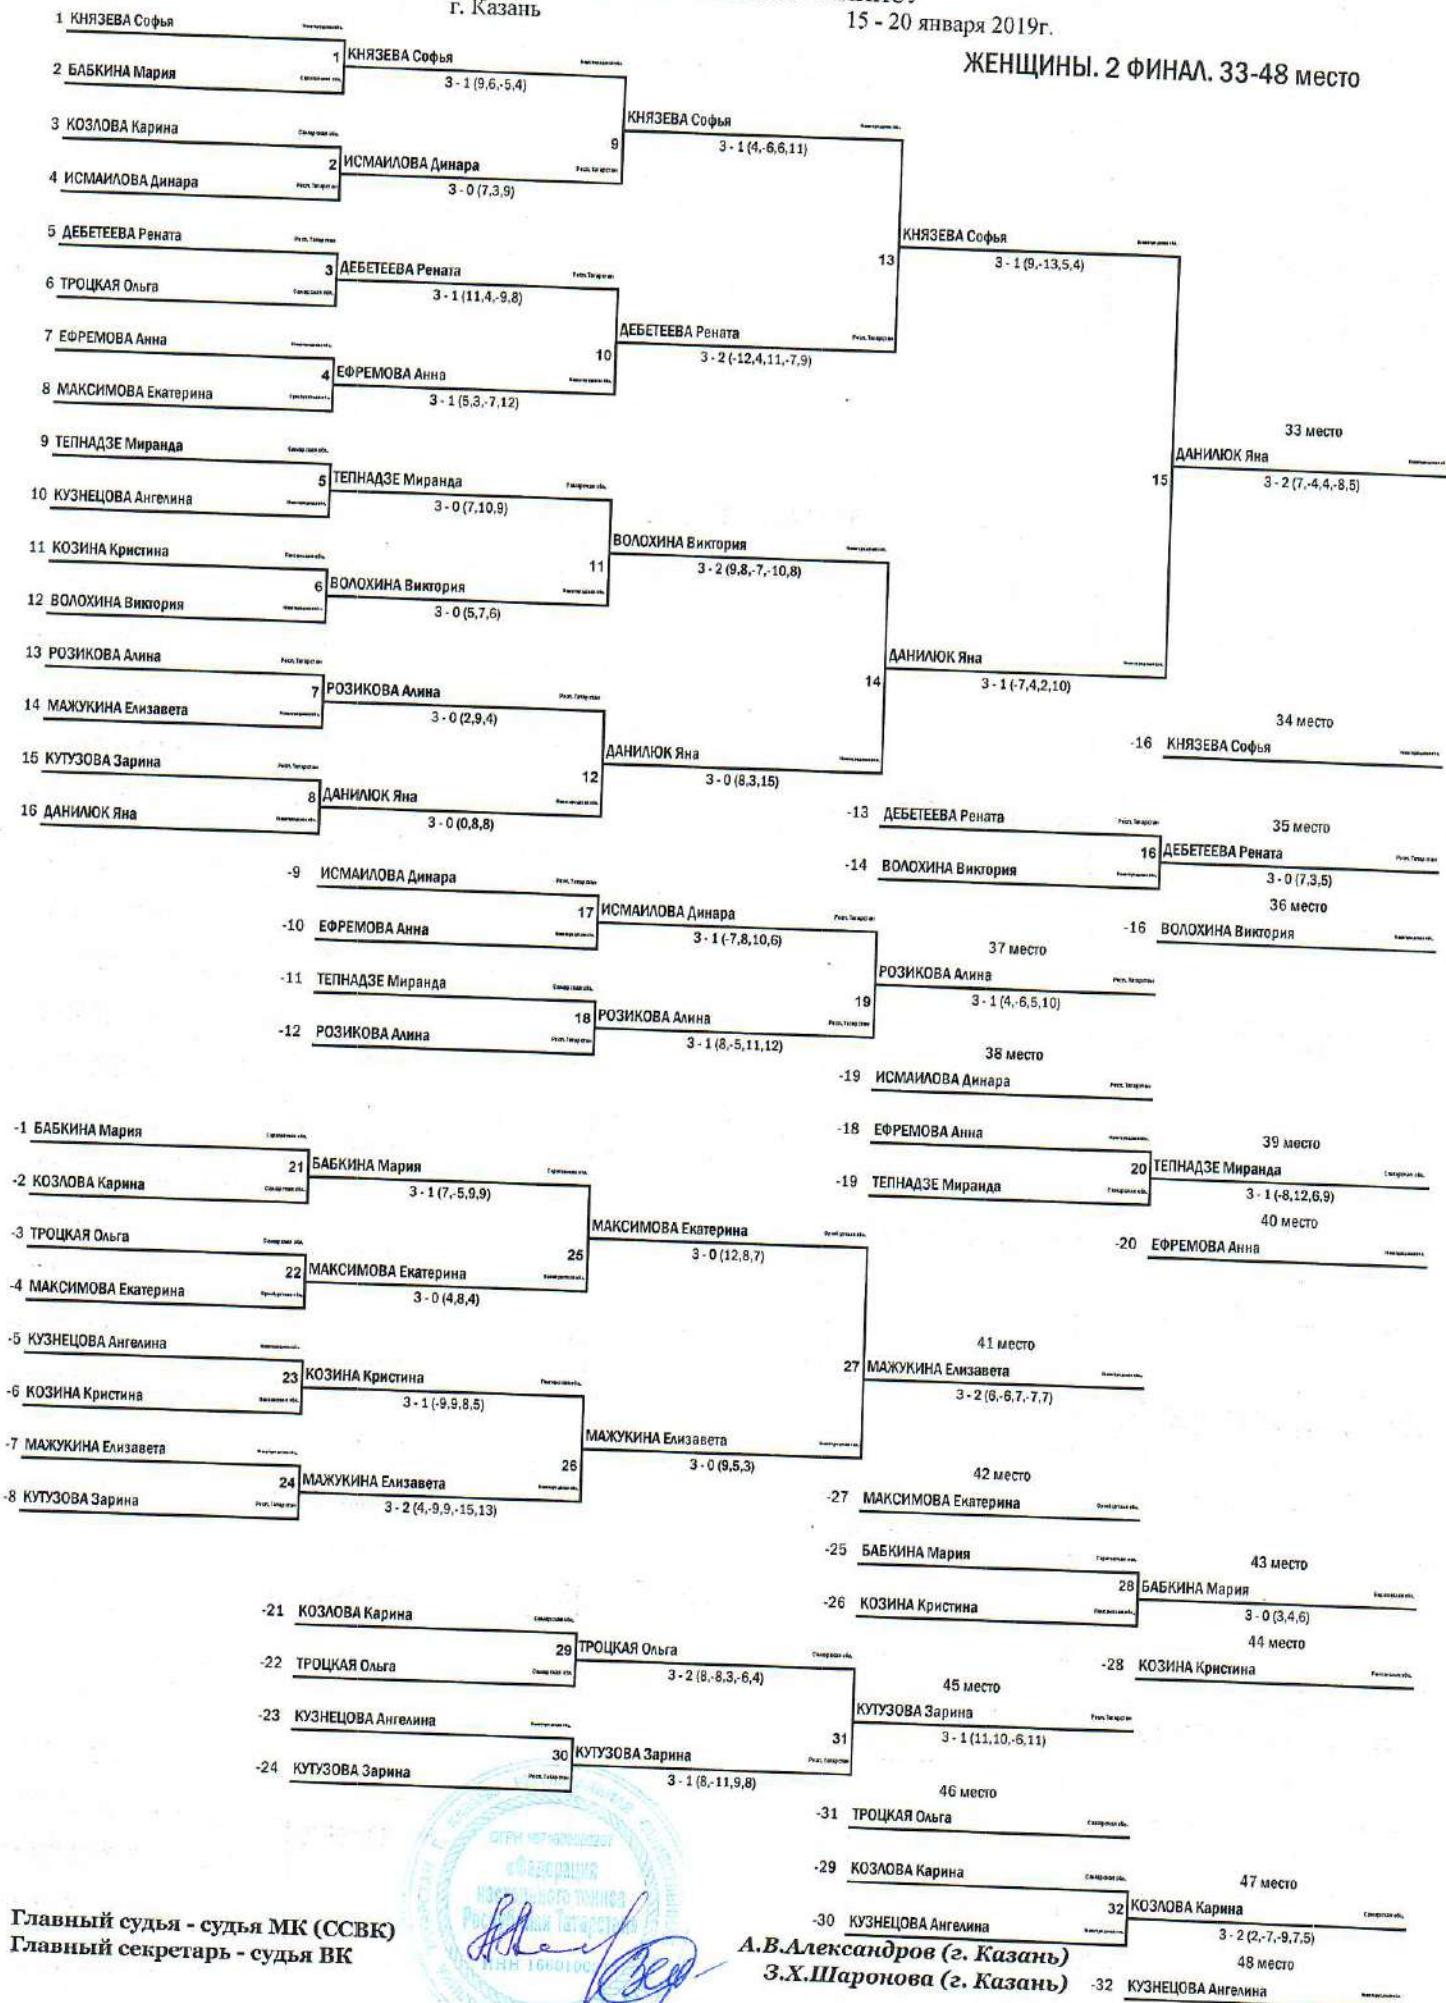 г. Казань
15 - 20 января 2019г.
ЖЕНЩИНЫ. 2 ФИНАЛ. 33-48 место
1 КНЯЗЕВА Софья
1 КНЯЗЕВА Софья
2 БАБКИНА Мария
3 - 1 (9,6,-5,4)
КНЯЗЕВА Софья
3 КОЗЛОВА Карина
9
3 - 1 (4,-6,6,11)
2 ИСМАИЛОВА Динара
4 ИСМАИЛОВА Динара
3 - 0 (7,3,9)
5 ДЕБЕТЕЕВА Рената
КНЯЗЕВА Софья
13
3 - 1 (9,-13,5,4)
3 ДЕБЕТЕЕВА Рената
6 ТРОЦКАЯ Ольга
3 - 1 (11,4,-9,8)
ДЕБЕТЕЕВА Рената
7 ЕФРЕМОВА Анна
10
3 - 2 (-12,4,11,-7,9)
4 ЕФРЕМОВА Анна
8 МАКСИМОВА Екатерина
3 - 1 (5,3,-7,12)
33 место
9 ТЕПНАДЗЕ Миранда
ДАНИЛЮК Яна
15
3 - 2 (7,-4,4,-8,5)
5 ТЕПНАДЗЕ Миранда
10 КУЗНЕЦОВА Ангелина
3 - 0 (7,10,9)
ВОЛОХИНА Виктория
11 КОЗИНА Кристина
11
3 - 2 (9,8,-7,-10,8)
6 ВОЛОХИНА Виктория
12 ВОЛОХИНА Виктория
3 - 0 (5,7,6)
13 РОЗИКОВА Алина
ДАНИЛЮК Яна
14
3 - 1 (-7,4,2,10)
7 РОЗИКОВА Алина
14 МАЖУКИНА Елизавета
3 - 0 (2,9,4)
34 место
-16 КНЯЗЕВА Софья
15 КУТУЗОВА Зарина
ДАНИЛЮК Яна
12
3 - 0 (8,3,15)
8 ДАНИЛЮК Яна
16 ДАНИЛЮК Яна
3 - 0 (0,8,8)
-13 ДЕБЕТЕЕВА Рената
35 место
16 ДЕБЕТЕЕВА Рената
-14 ВОЛОХИНА Виктория
3 - 0 (7,3,5)
-9 ИСМАИЛОВА Динара
36 место
17 ИСМАИЛОВА Динара
-16 ВОЛОХИНА Виктория
-10 ЕФРЕМОВА Анна
3 - 1 (-7,8,10,6)
37 место
-11 ТЕПНАДЗЕ Миранда
РОЗИКОВА Алина
19
3 - 1 (4,-6,5,10)
18 РОЗИКОВА Алина
-12 РОЗИКОВА Алина
3 - 1 (8,-5,11,12)
38 место
-19 ИСМАИЛОВА Динара
-1 БАБКИНА Мария
-18 ЕФРЕМОВА Анна
39 место
21 БАБКИНА Мария
20 ТЕПНАДЗЕ Миранда
-2 КОЗЛОВА Карина
3 - 1 (7,-5,9,9)
-19 ТЕПНАДЗЕ Миранда
3 - 1 (-8,12,6,9)
-3 ТРОЦКАЯ Ольга
МАКСИМОВА Екатерина
40 место
25
3 - 0 (12,8,7)
-20 ЕФРЕМОВА Анна
22 МАКСИМОВА Екатерина
-4 МАКСИМОВА Екатерина
3 - 0 (4,8,4)
-5 КУЗНЕЦОВА Ангелина
41 место
23 КОЗИНА Кристина
27 МАЖУКИНА Елизавета
-6 КОЗИНА Кристина
3 - 1 (-9,9,8,5)
3 - 2 (6,-6,7,-7,7)
-7 МАЖУКИНА Елизавета
МАЖУКИНА Елизавета
26
3 - 0 (9,5,3)
24 МАЖУКИНА Елизавета
42 место
-8 КУТУЗОВА Зарина
3 - 2 (4,-9,9,-15,13)
-27 МАКСИМОВА Екатерина
-25 БАБКИНА Мария
43 место
28 БАБКИНА Мария
-26 КОЗИНА Кристина
3 - 0 (3,4,6)
-21 КОЗЛОВА Карина
44 место
29 ТРОЦКАЯ Ольга
-28 КОЗИНА Кристина
-22 ТРОЦКАЯ Ольга
3 - 2 (8,-8,3,-6,4)
45 место
-23 КУЗНЕЦОВА Ангелина
КУТУЗОВА Зарина
31
3 - 1 (11,10,-6,11)
30 КУТУЗОВА Зарина
-24 КУТУЗОВА Зарина
3 - 1 (8,-11,9,8)
46 место
-31 ТРОЦКАЯ Ольга
«Федерация
настольного тенниса
-29 КОЗЛОВА Карина
47 место
32 КОЗЛОВА Карина
-30 КУЗНЕЦОВА Ангелина
3 - 2 (2,-7,-9,7,5)
48 место
-32 КУЗНЕЦОВА Ангелина
Главный судья - судья МК (ССВК)
А.В.Александров (г. Казань)
Главный секретарь - судья ВК
З.Х.Шаронова (г. Казань)